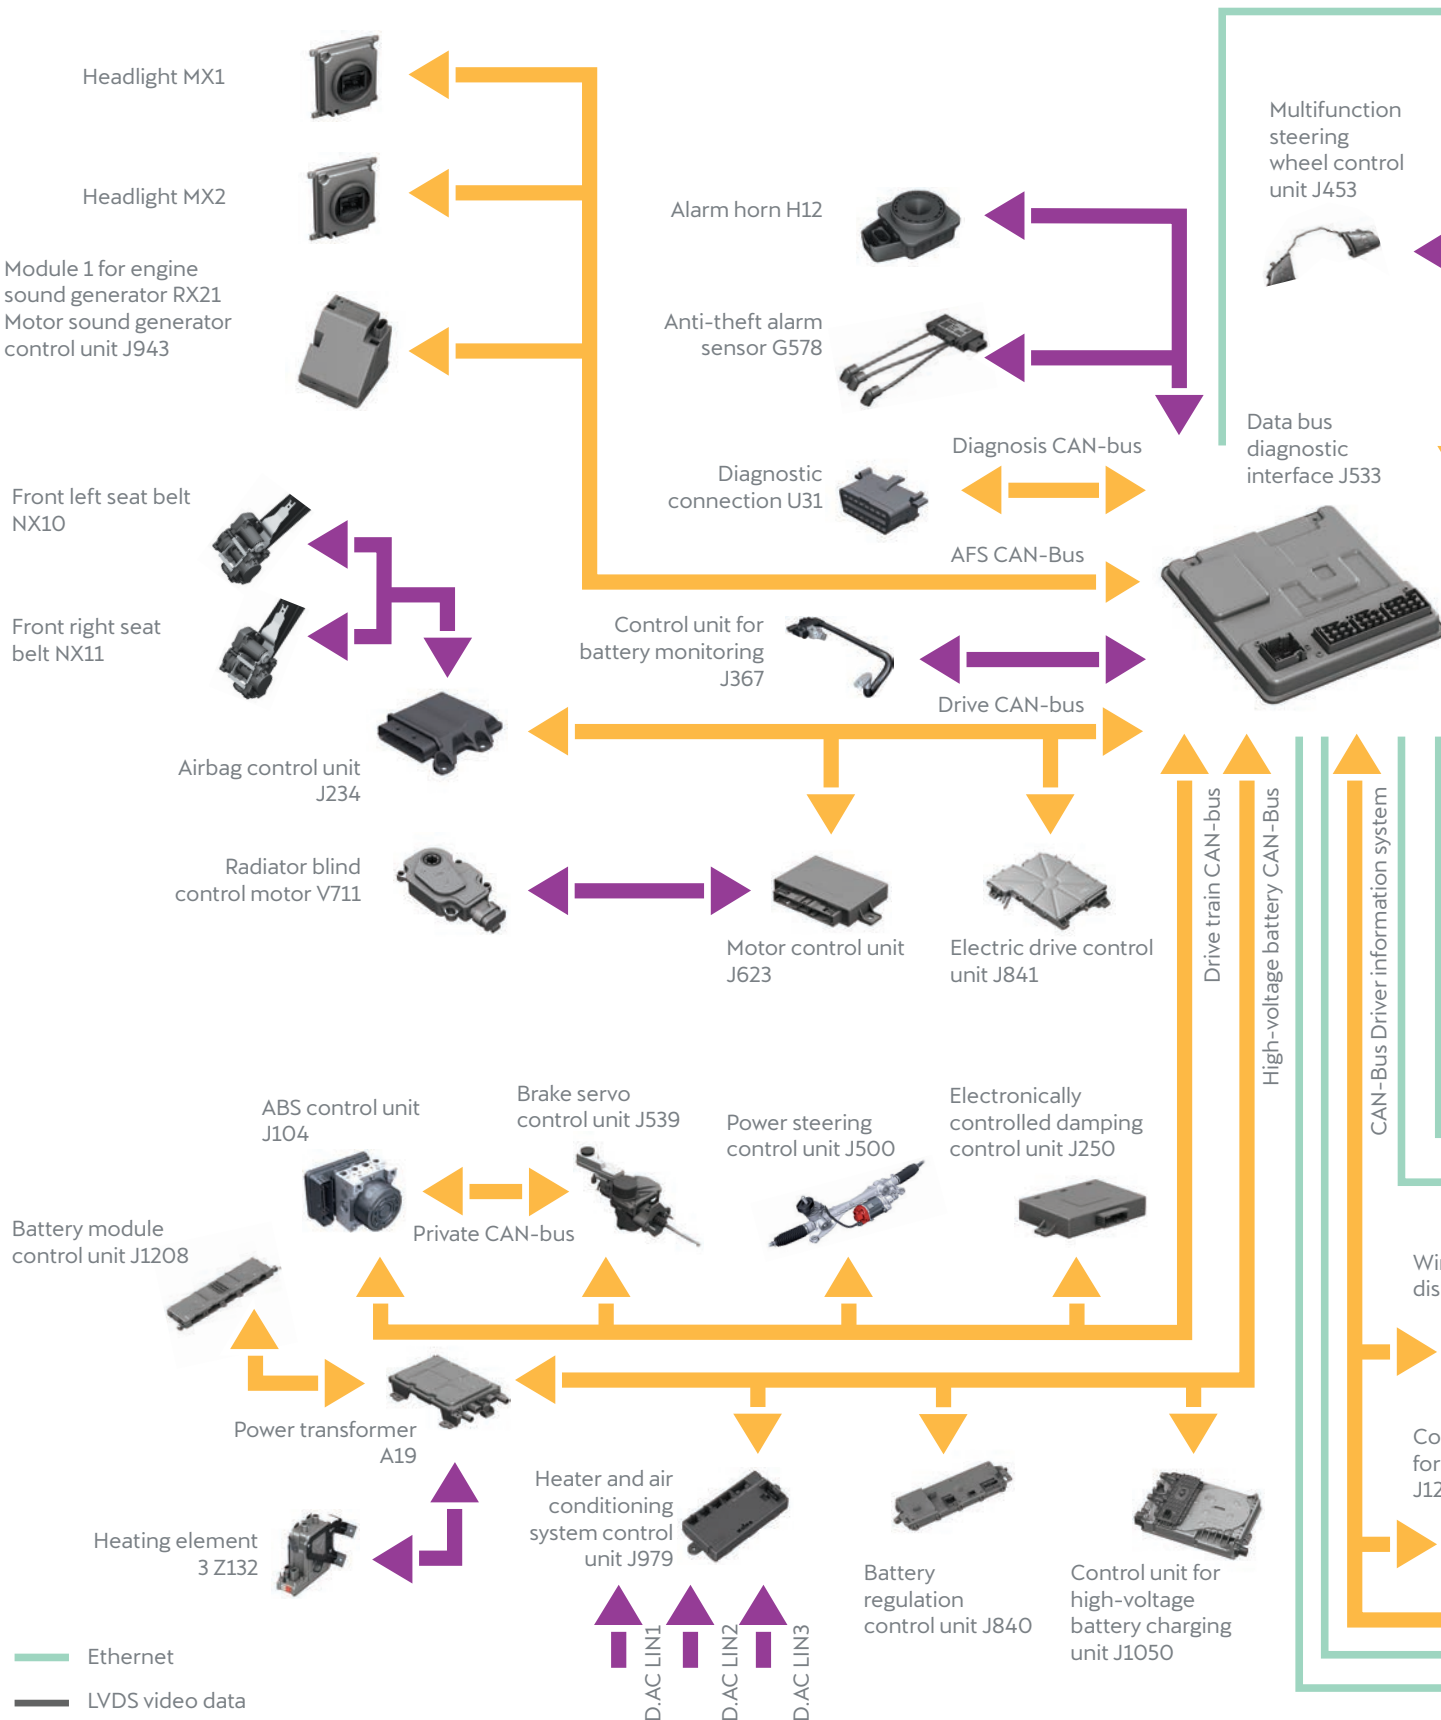 Headlight MX1
Headlight MX2
Module 1 for engine
sound generator RX21
Motor sound generator
control unit J943
Front left seat belt
NX10
Front right seat
belt NX11
Airbag control unit
J234
Radiator blind
control motor V711
Alarm horn H12
Anti-theft alarm
sensor G578
Diagnostic
connection U31
Diagnosis CAN-bus
AFS CAN-Bus
Control unit for
battery monitoring
J367
Drive CAN-bus
Multifunction
steering
wheel control
unit J453
Data bus
diagnostic
interface J533
Motor control unit
J623
Electric drive control
unit J841
Drive train CAN-bus
High-voltage battery CAN-Bus
CAN-Bus Driver information system
ABS control unit
J104
Brake servo
control unit J539
Private CAN-bus
Power steering
control unit J500
Electronically
controlled damping
control unit J250
Battery module
control unit J1208
Power transformer
A19
Heating element
3 Z132
Heater and air
conditioning
system control
unit J979
D.AC LIN1
D.AC LIN2
D.AC LIN3
Battery
regulation
control unit J840
Control unit for
high-voltage
battery charging
unit J1050
Ethernet
LVDS video data
for